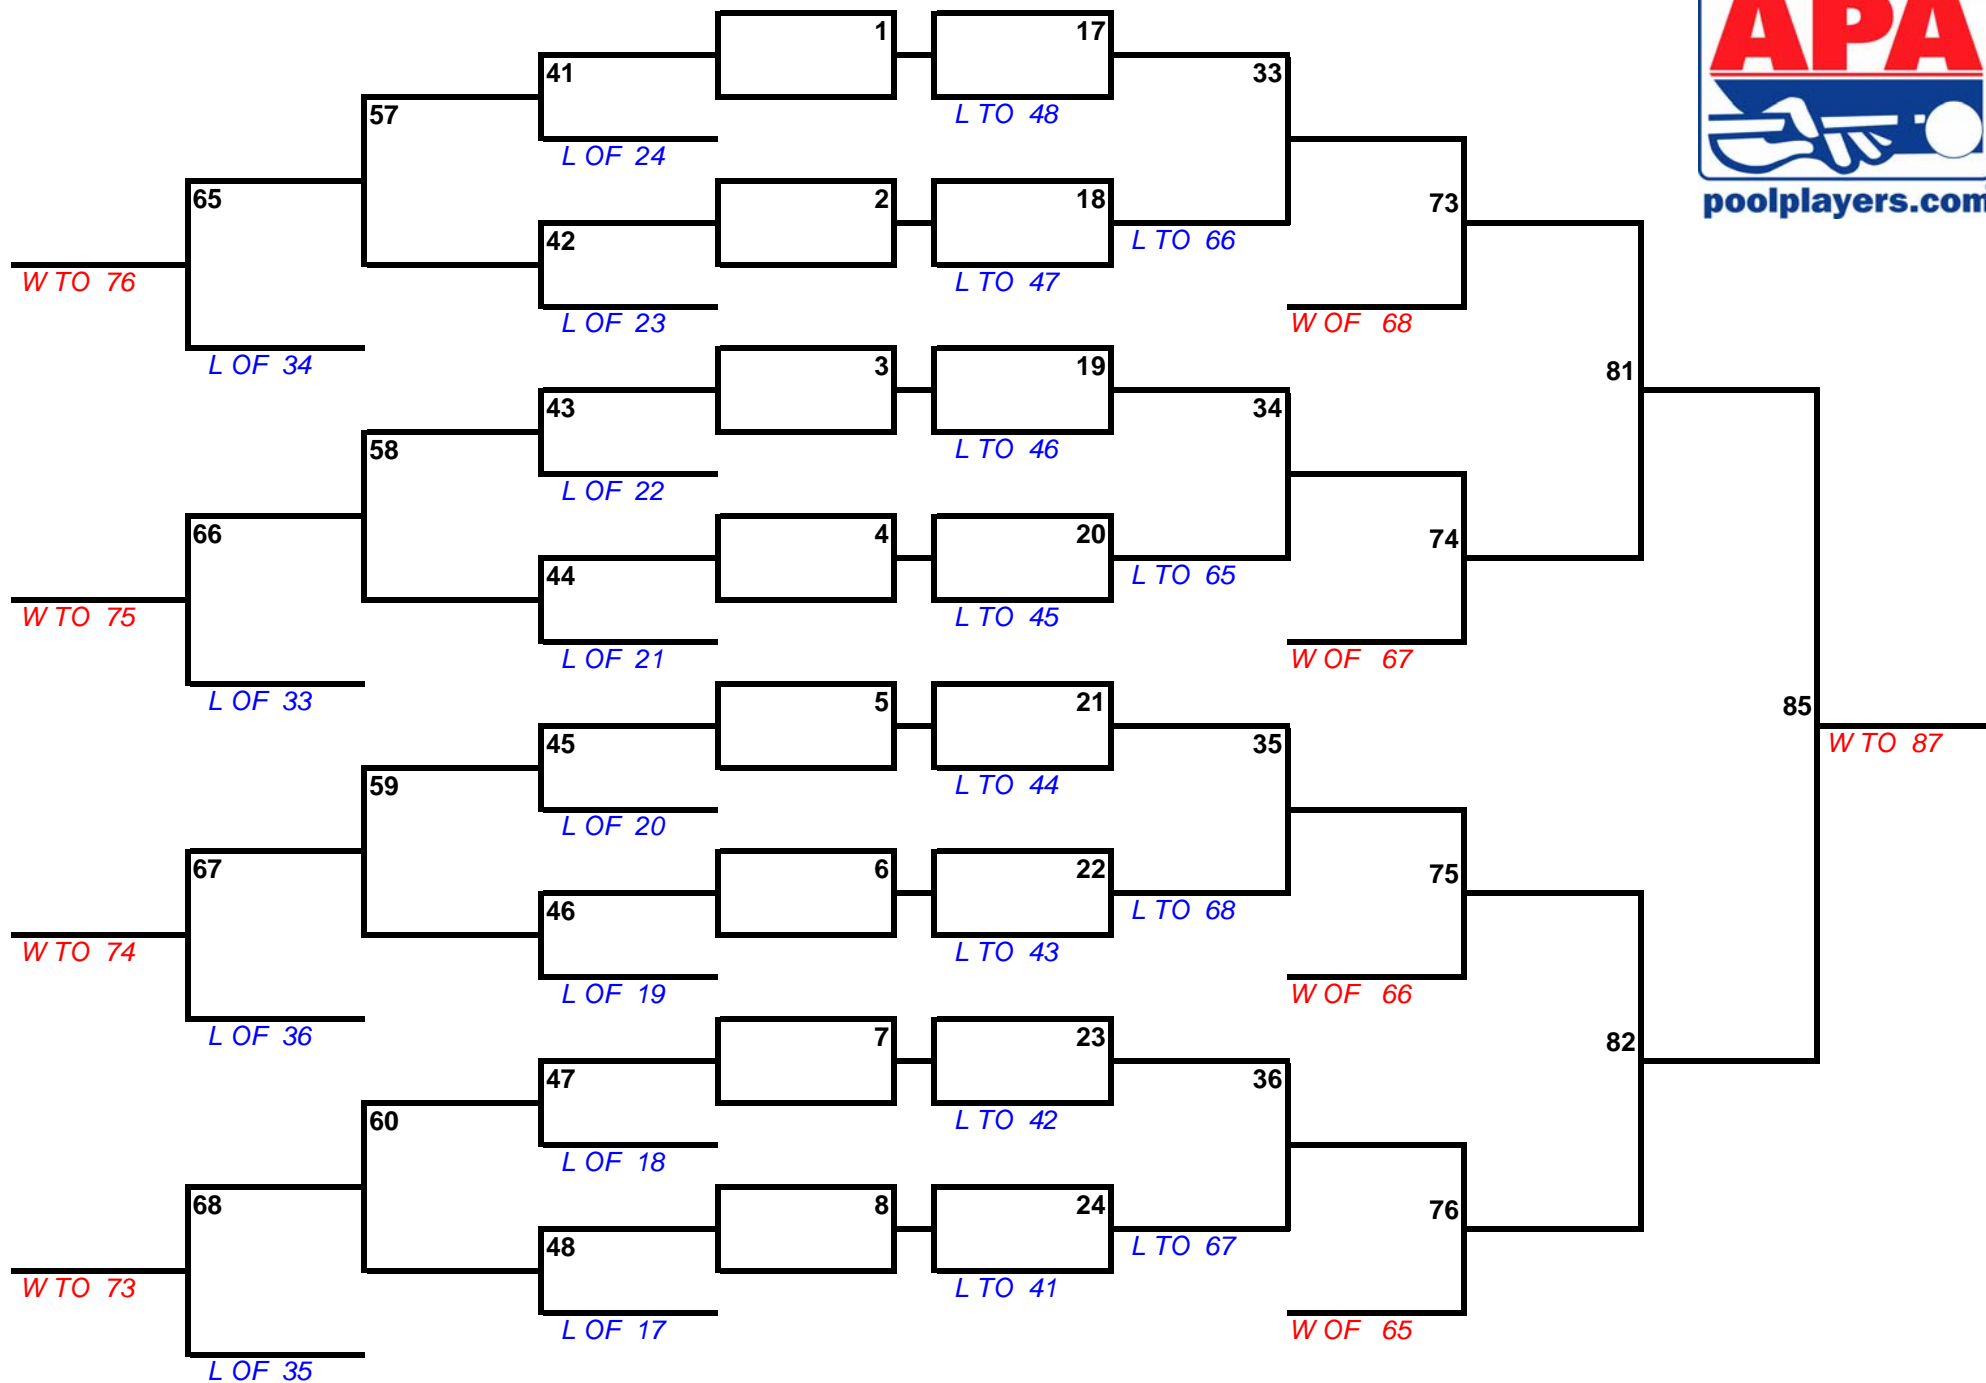 APA
poolplayers.com
1 17
41 33
57 L TO 48
L OF 24
65 2 18 73
42 L TO 66
W TO 76 L TO 47
L OF 23 W OF 68
L OF 34 3 19 81
43 34
58 L TO 46
L OF 22
66 4 20 74
44 L TO 65
W TO 75 L TO 45
L OF 21 W OF 67
L OF 33 5 21 85
45 35 W TO 87
59 L TO 44
L OF 20
67 6 22 75
46 L TO 68
W TO 74 L TO 43
L OF 19 W OF 66
L OF 36 7 23 82
47 36
60 L TO 42
L OF 18
68 8 24 76
48 L TO 67
W TO 73 L TO 41
L OF 17 W OF 65
L OF 35